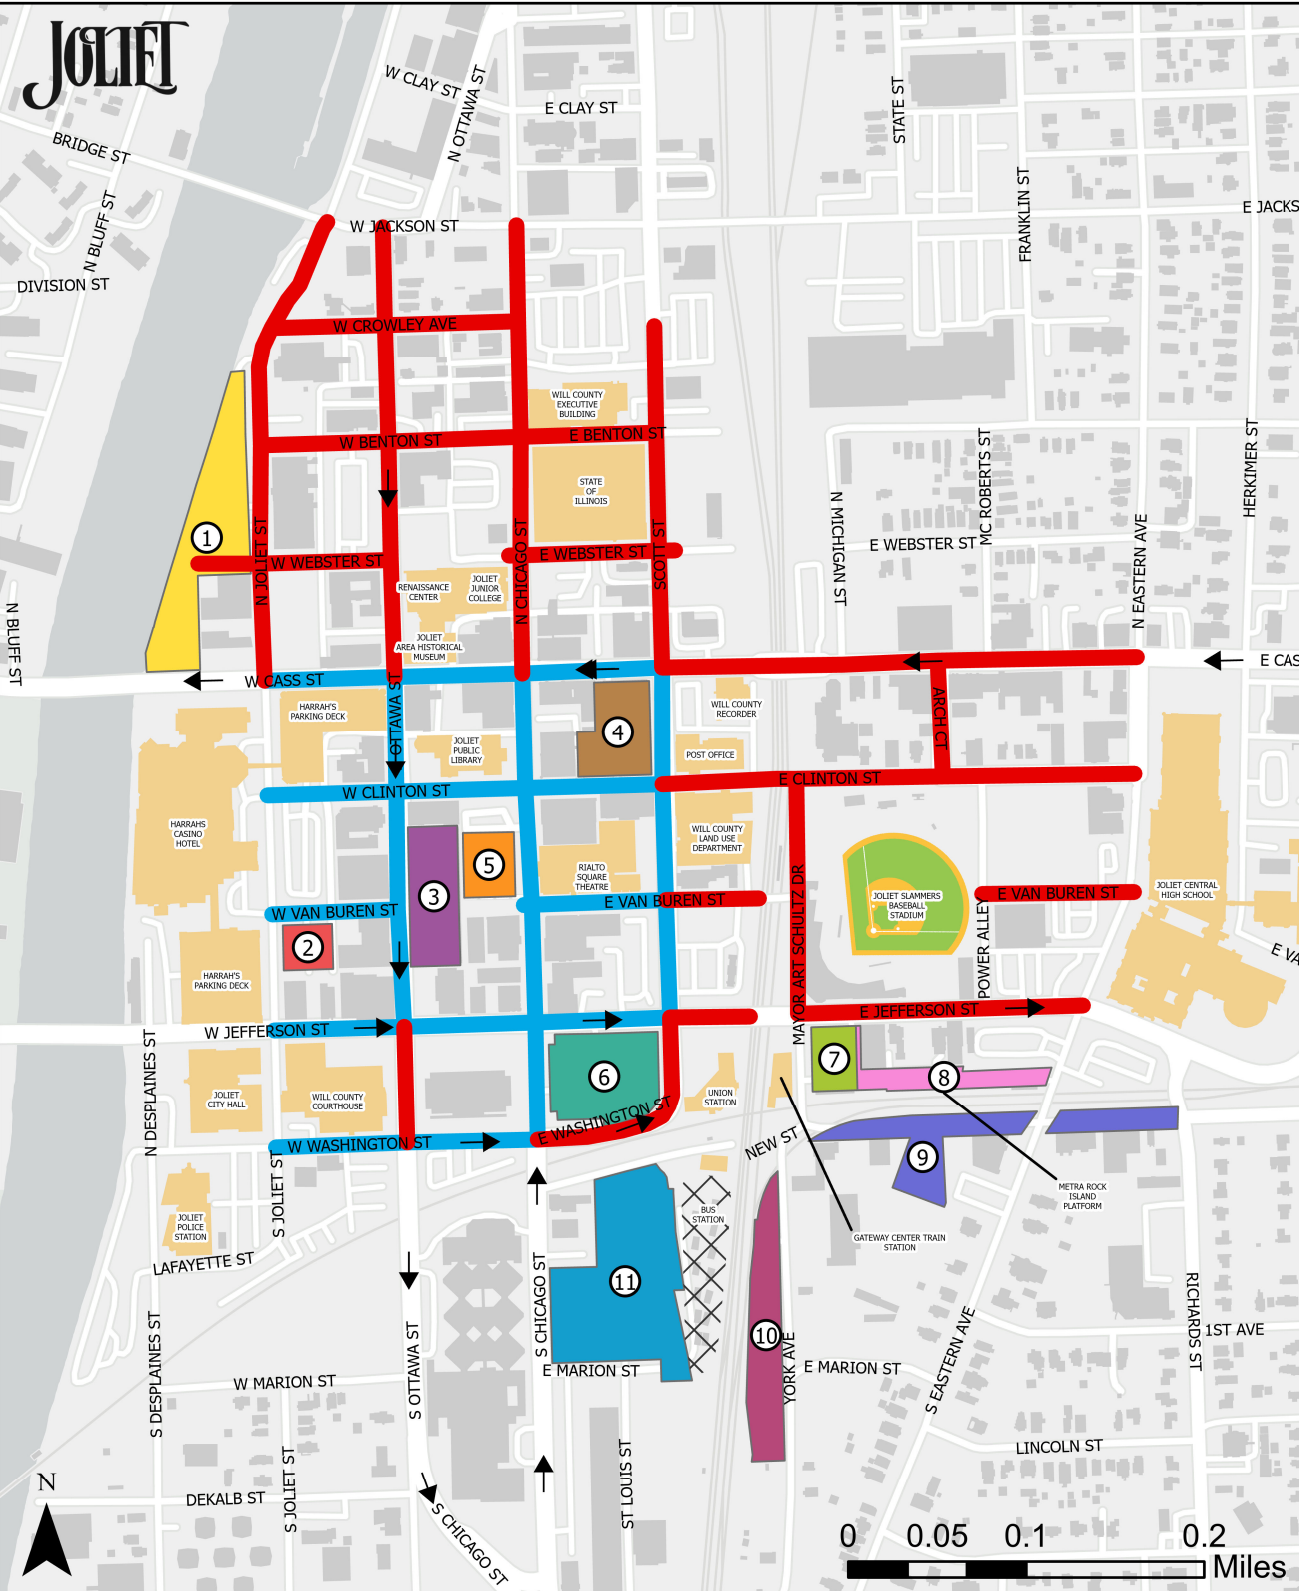 JOLIET
W CLAY ST
N OTTAWA ST
E CLAY ST
STATE ST
BRIDGE ST
N BLUFF ST
FRANKLIN ST
E JACKS
W JACKSON ST
DIVISION ST
W CROWLEY AVE
WILL COUNTY
EXECUTIVE
BUILDING
W BENTON ST
E BENTON ST
STATE
OF
ILLINOIS
MC ROBERTS ST
HERKIMER ST
N MICHIGAN ST
N EASTERN AVE
1
N JOLIET ST
W WEBSTER ST
N CHICAGO ST
E WEBSTER ST
SCOTT ST
E WEBSTER ST
RENAISSANCE
CENTER
JOLIET
JUNIOR
COLLEGE
JOLIET
AREA HISTORICAL
MUSEUM
N BLUFF ST
W CASS ST
E CAS
HARRAH'S
PARKING DECK
OTTAWA ST
JOLIET
PUBLIC
LIBRARY
4
WILL COUNTY
RECORDER
POST OFFICE
ARCH CT
W CLINTON ST
E CLINTON ST
HARRAHS
CASINO
HOTEL
3
5
RIALTO
SQUARE
THEATRE
WILL COUNTY
LAND USE
DEPARTMENT
MAYOR ART SCHULTZ DR
JOLIET SLAMMERS
BASEBALL
STADIUM
E VAN BUREN ST
JOLIET CENTRAL
HIGH SCHOOL
W VAN BUREN ST
E VAN BUREN ST
POWER ALLEY
E VA
2
HARRAH'S
PARKING DECK
W JEFFERSON ST
E JEFFERSON ST
N DESPLAINES ST
JOLIET
CITY HALL
WILL COUNTY
COURTHOUSE
6
UNION
STATION
7
8
W WASHINGTON ST
E WASHINGTON ST
NEW ST
9
S JOLIET ST
JOLIET
POLICE
STATION
LAFAYETTE ST
BUS
STATION
METRA ROCK
ISLAND
PLATFORM
GATEWAY CENTER TRAIN
STATION
S DESPLAINES ST
S OTTAWA ST
S CHICAGO ST
11
10
YORK AVE
E MARION ST
E MARION ST
W MARION ST
S EASTERN AVE
RICHARDS ST
1ST AVE
LINCOLN ST
N
DEKALB ST
S JOLIET ST
S CHICAGO ST
ST LOUIS ST
0 0.05 0.1 0.2
Miles